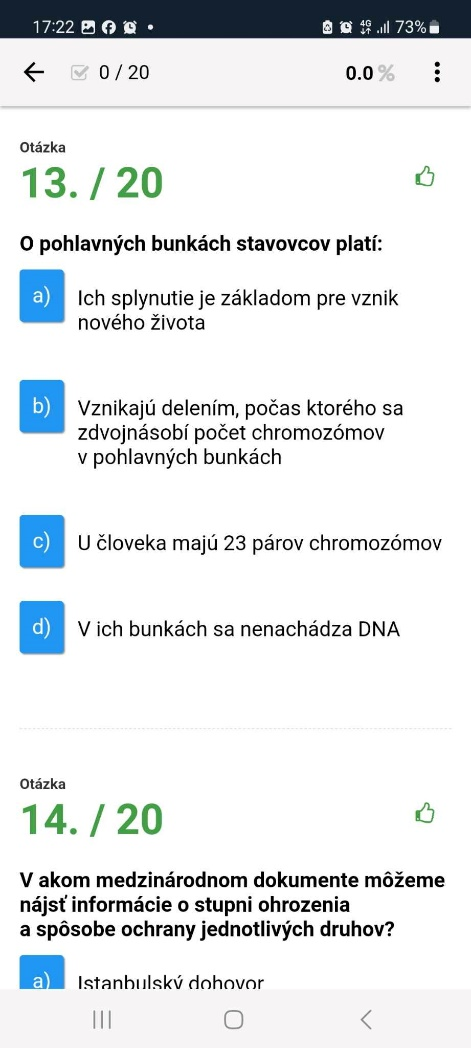 17:22 4G 73%
0 / 20 0.0 %
Otázka
13. / 20
O pohlavných bunkách stavovcov platí:
a) Ich splynutie je základom pre vznik
nového života
b) Vznikajú delením, počas ktorého sa
zdvojnásobí počet chromozómov
v pohlavných bunkách
c) U človeka majú 23 párov chromozómov
d) V ich bunkách sa nenachádza DNA
Otázka
14. / 20
V akom medzinárodnom dokumente môžeme
nájsť informácie o stupni ohrozenia
a spôsobe ochrany jednotlivých druhov?
a) Istanbulský dohovor